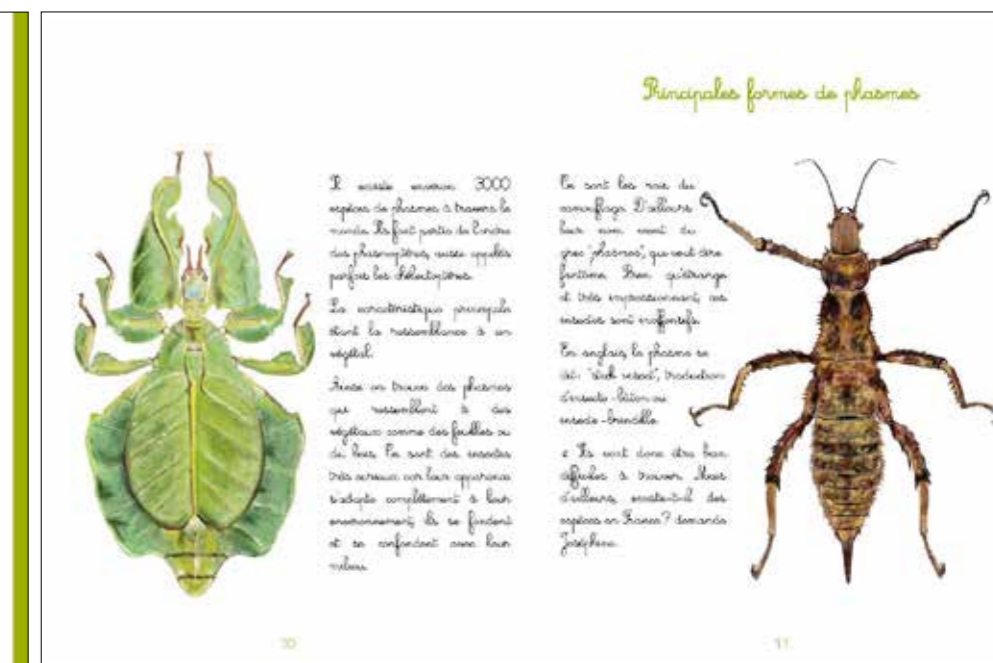 Principales formes de phasmes
Il existe environ 3000
espèces de phasmes à travers le
monde. Ils font partie de l'ordre
des phasmoptères, aussi appelés
parfois les chéleutoptères.
La caractéristique principale
étant la ressemblance à un
végétal.
Ainsi on trouve des phasmes
qui ressemblent à des
végétaux comme des feuilles ou
du bois. Ce sont des insectes
très sérieux car leur apparence
s'adapte complètement à leur
environnement, ils se fondent
et se confondent avec leur
milieu.
10
Ce sont les rois du
camouflage. D'ailleurs
leur nom vient du
grec "phasmos", qui veut dire
fantôme. Bien qu'étrange
et très impressionnant, ces
insectes sont inoffensifs.
En anglais, le phasme se
dit : "stick insect", traduction
d'insecte-bâton ou
insecte-brindille.
Ils vont donc être bien
difficiles à trouver. Mais
d'ailleurs, existe-t-il des
espèces en France ? demanda
Joséphine.
11